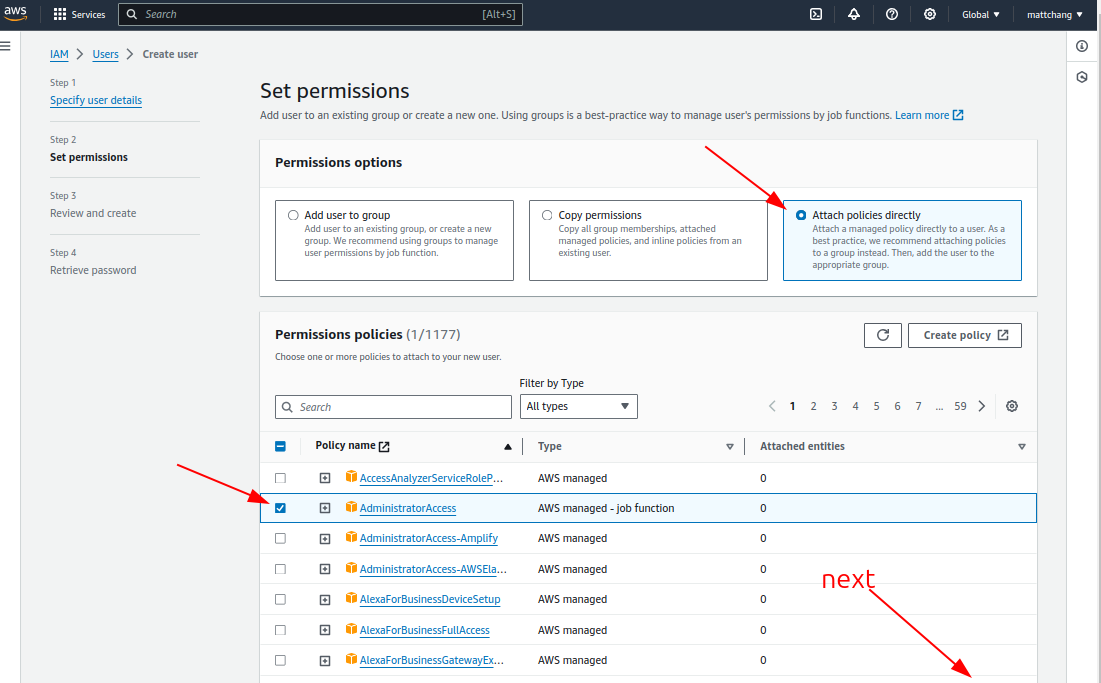 aws
Services
Search
[Alt+S]
Global
mattchang
IAM
Users
Create user
Step 1
Specify user details
Step 2
Set permissions
Step 3
Review and create
Step 4
Retrieve password
Set permissions
Add user to an existing group or create a new one. Using groups is a best-practice way to manage user's permissions by job functions. Learn more
Permissions options
Add user to group
Add user to an existing group, or create a new
group. We recommend using groups to manage
user permissions by job function.
Copy permissions
Copy all group memberships, attached
managed policies, and inline policies from an
existing user.
Attach policies directly
Attach a managed policy directly to a user. As a
best practice, we recommend attaching policies
to a group instead. Then, add the user to the
appropriate group.
Permissions policies (1/1177)
Choose one or more policies to attach to your new user.
Create policy
Filter by Type
Search
All types
1 2 3 4 5 6 7 ... 59
Policy name
Type
Attached entities
AccessAnalyzerServiceRoleP...
AWS managed
0
AdministratorAccess
AWS managed - job function
0
AdministratorAccess-Amplify
AWS managed
0
AdministratorAccess-AWSEla...
AWS managed
0
AlexaForBusinessDeviceSetup
AWS managed
0
AlexaForBusinessFullAccess
AWS managed
0
AlexaForBusinessGatewayEx...
AWS managed
0
next